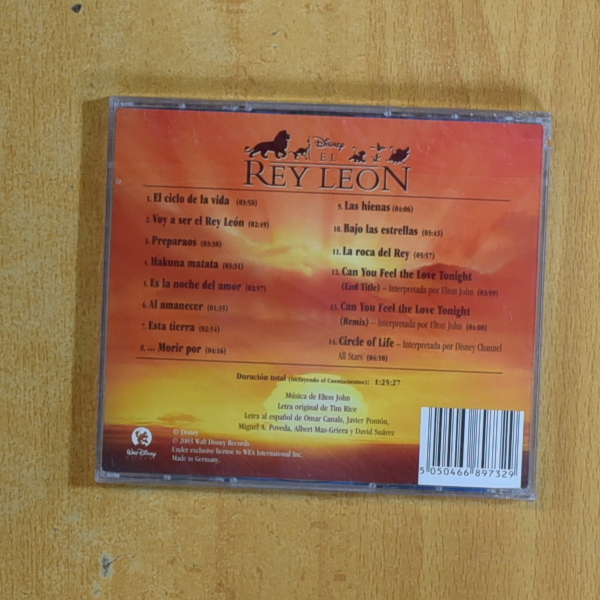 Disney
EL
REY LEON
1. El ciclo de la vida (03:58)
2. Voy a ser el Rey León (02:49)
3. Preparaos (03:38)
4. Hakuna matata (03:31)
5. Es la noche del amor (02:57)
6. Al amanecer (01:55)
7. Esta tierra (02:54)
8. ... Morir por (04:16)
9. Las hienas (04:06)
10. Bajo las estrellas (03:43)
11. La roca del Rey (05:57)
12. Can You Feel the Love Tonight
(End Title) – Interpretada por Elton John (03:59)
13. Can You Feel the Love Tonight
(Remix) – Interpretada por Elton John (04:08)
14. Circle of Life – Interpretada por Disney Channel
All Stars (04:10)
Duración total (incluyendo el Cuentacuentos): 1:25:27
Música de Elton John
Letra original de Tim Rice
Letra al español de Omar Canals, Javier Pontón,
Miguel A. Poveda, Albert Mas-Griera y David Suárez
© Disney
℗ 2003 Walt Disney Records
Under exclusive license to WEA International Inc.
Made in Germany.
Walt Disney
5 050466 897329